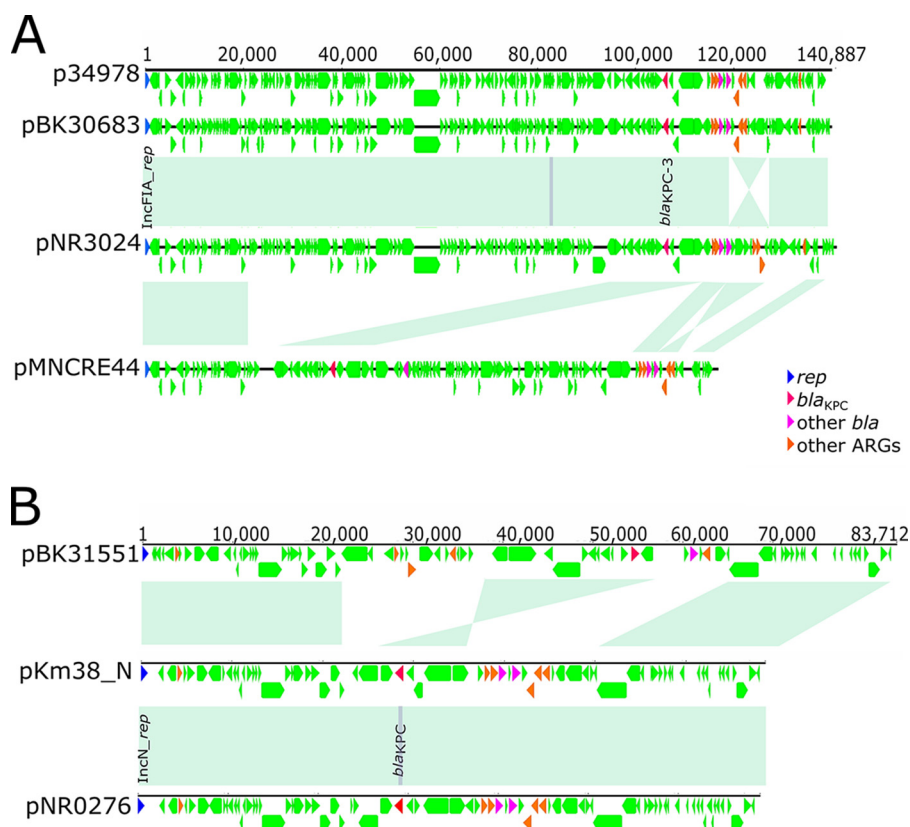 A
1 20,000 40,000 60,000 80,000 100,000 120,000 140,887
p34978
pBK30683
IncFIA_rep
blaKPC-3
pNR3024
pMNCRE44
rep
blaKPC
other bla
other ARGs
B
1 10,000 20,000 30,000 40,000 50,000 60,000 70,000 83,712
pBK31551
pKm38_N
IncN_rep
blaKPC
pNR0276